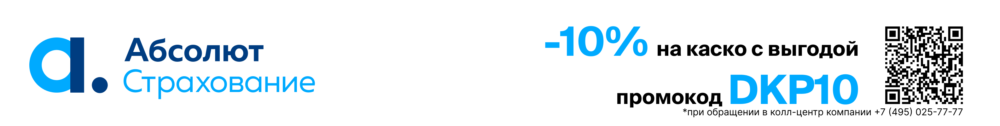 а.
Абсолют
Страхование
-10% на каско с выгодой
промокод DKP10
*при обращении в колл-центр компании +7 (495) 025-77-77